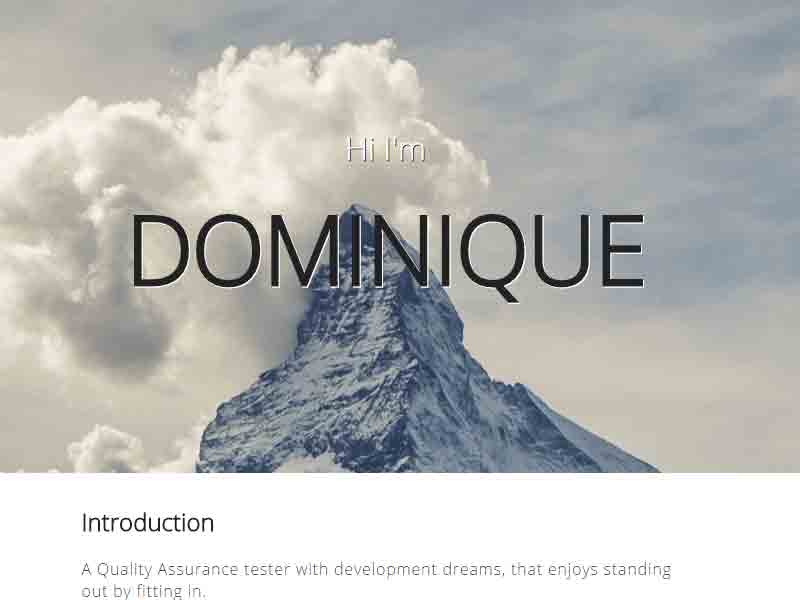 Hi I'm
DOMINIQUE
Introduction
A Quality Assurance tester with development dreams, that enjoys standing
out by fitting in.